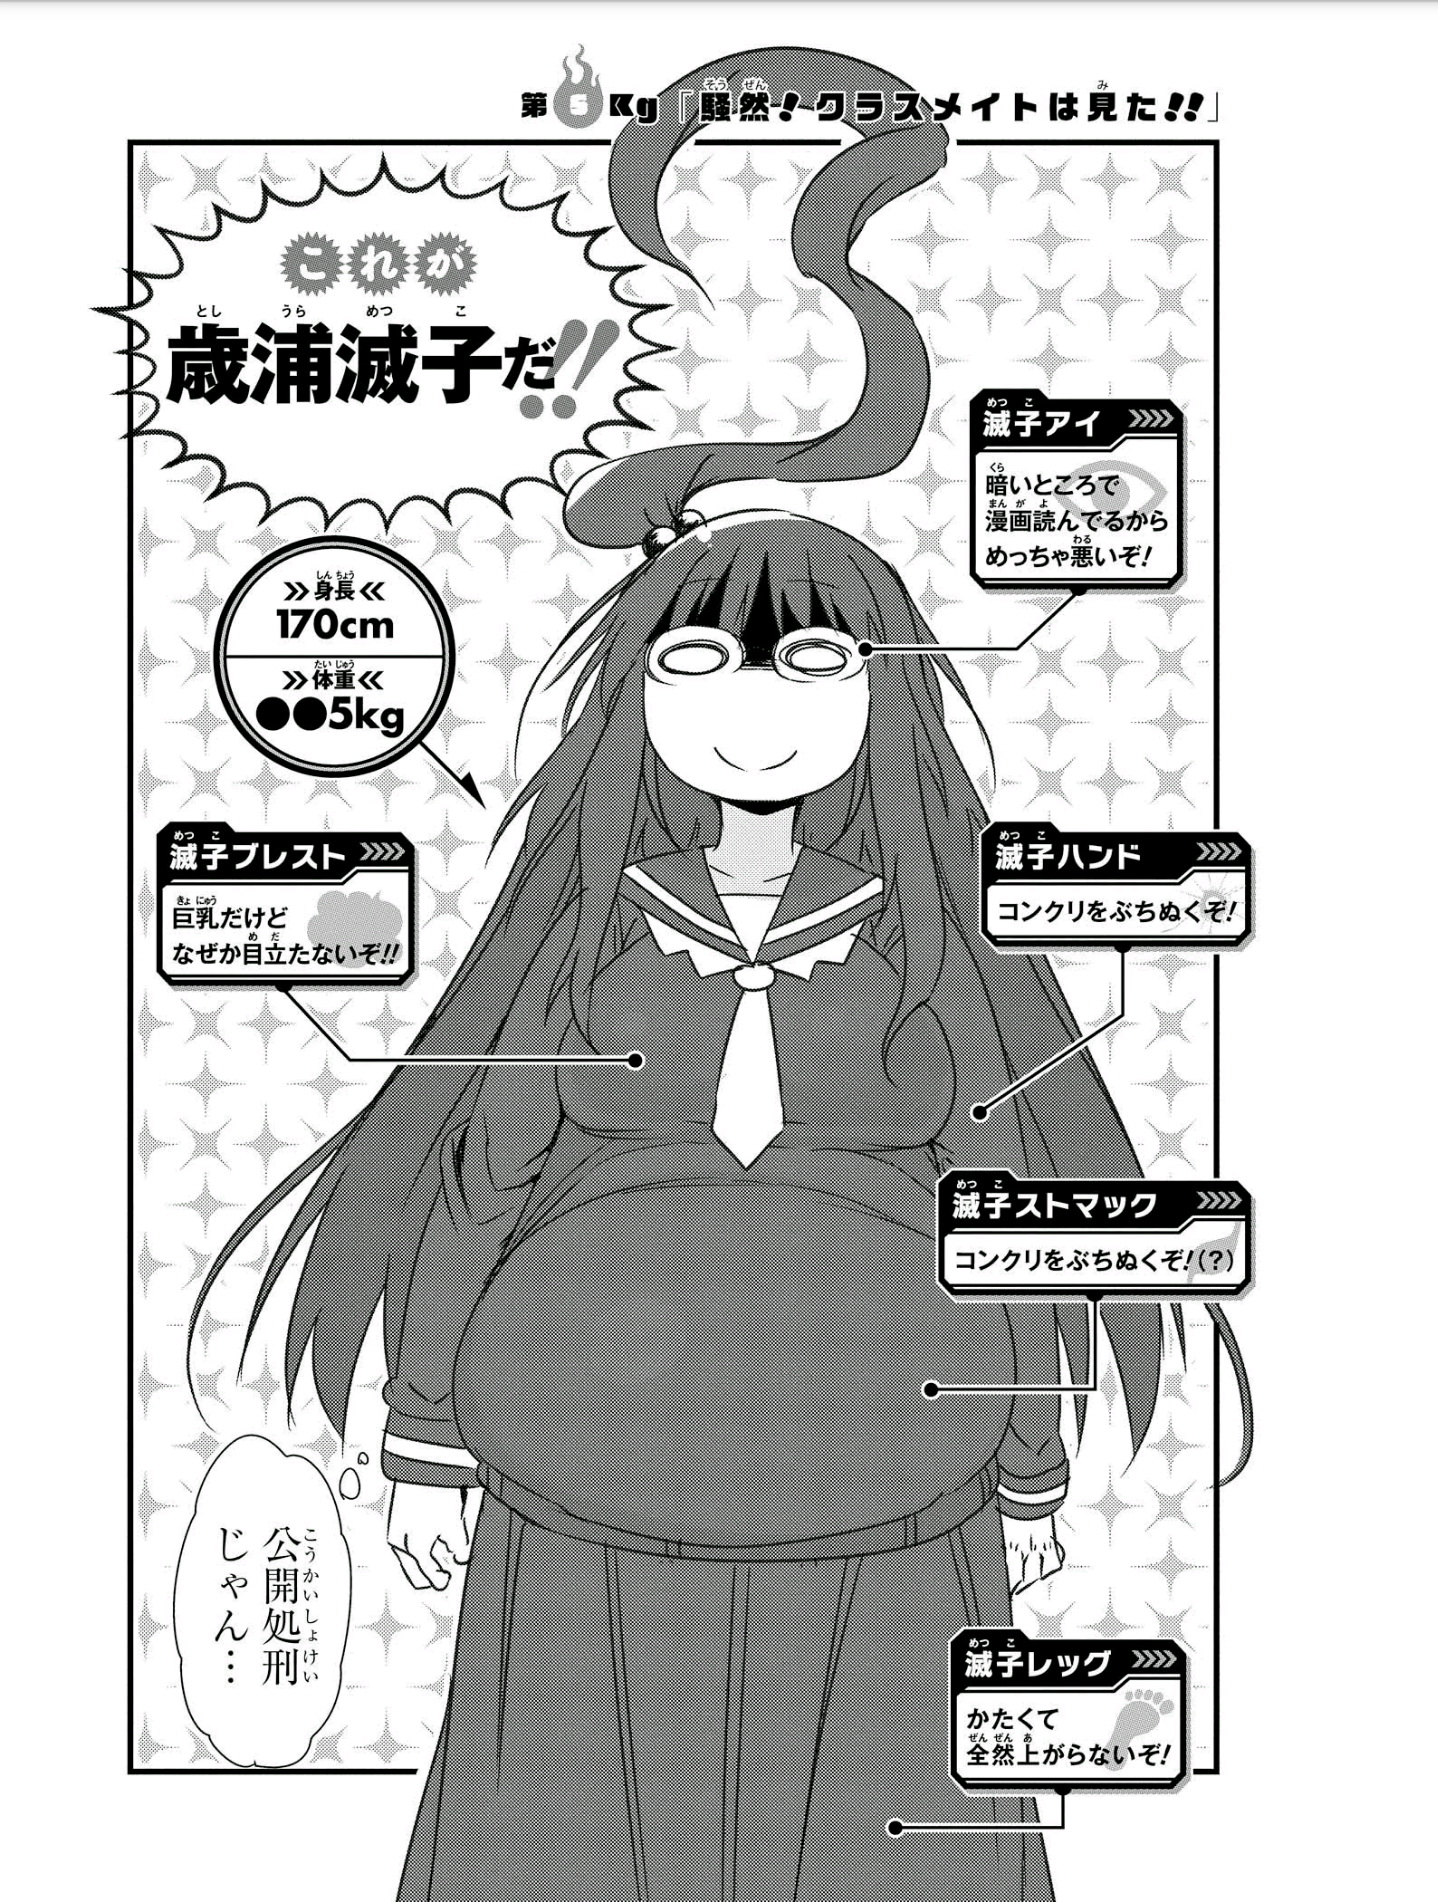 第5Kg「騒然！クラスメイトは見た!!」
これが
歳浦滅子だ!!
身長
170cm
体重
●●5kg
滅子アイ
暗いところで
漫画読んでるから
めっちゃ悪いぞ！
滅子ブレスト
巨乳だけど
なぜか目立たないぞ!!
滅子ハンド
コンクリをぶちぬくぞ！
滅子ストマック
コンクリをぶちぬくぞ！(？)
滅子レッグ
かたくて
全然上がらないぞ！
公開処刑
じゃん…